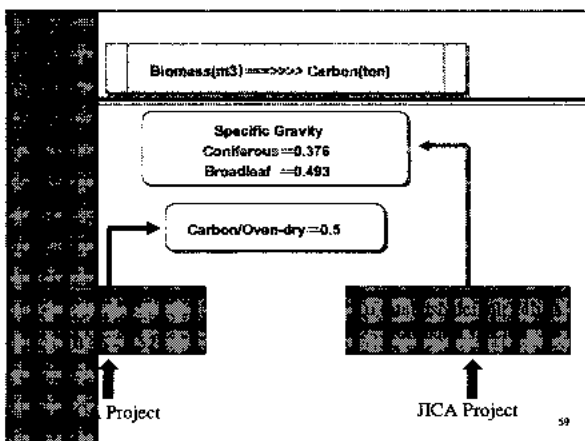 Biomass(m3) ==>>>> Carbon(ton)
Specific Gravity
Coniferous=0.376
Broadleaf =0.493
Carbon/Oven-dry=0.5
Project
JICA Project
59